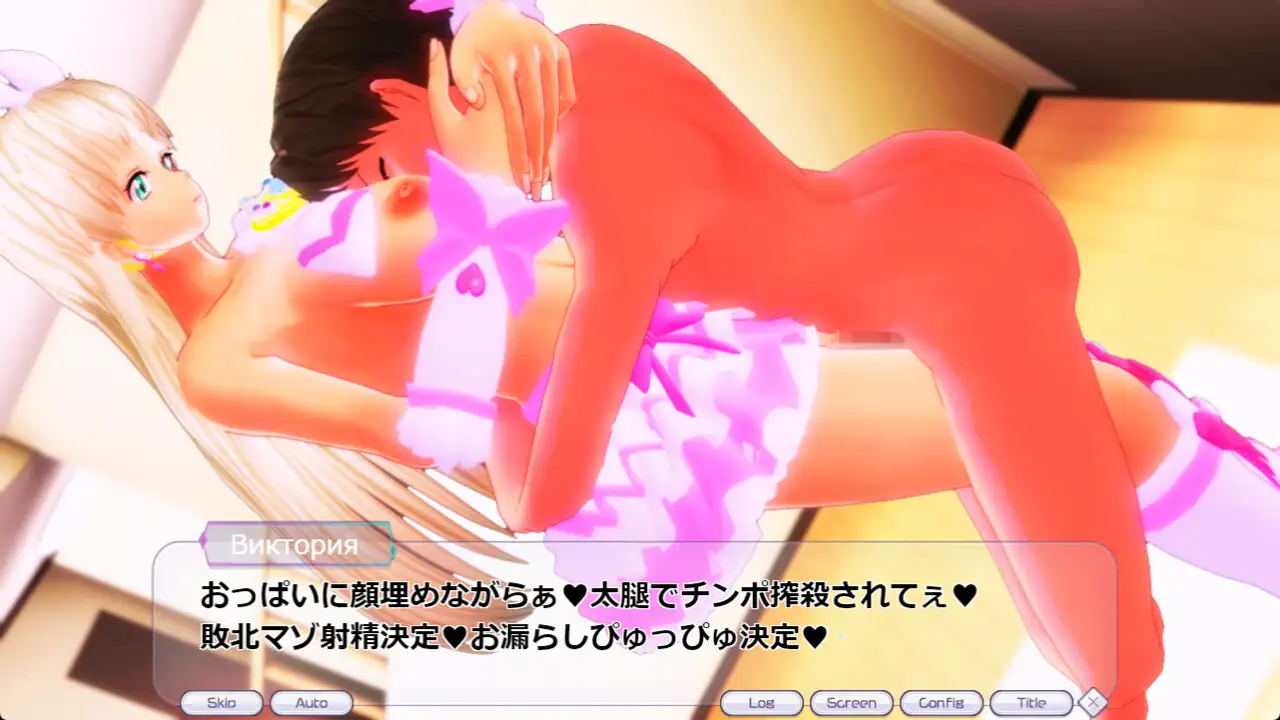 Виктория
おっぱいに顔埋めながらぁ♥太腿でチンポ搾殺されてぇ♥
敗北マゾ射精決定♥お漏らしぴゅっぴゅ決定♥
Skip Auto Log Screen Config Title